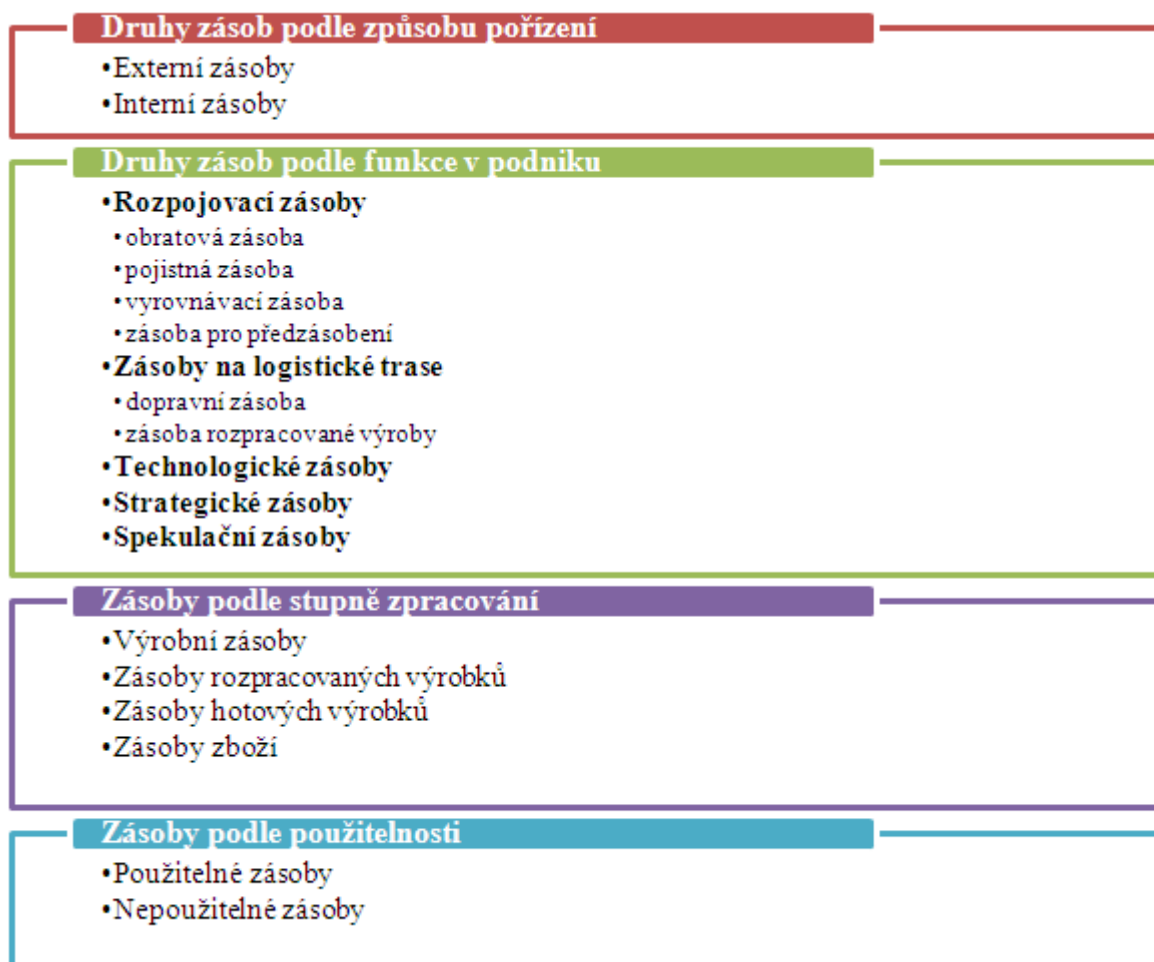 Druhy zásob podle způsobu pořízení
•Externí zásoby
•Interní zásoby
Druhy zásob podle funkce v podniku
•Rozpojovací zásoby
•obratová zásoba
•pojistná zásoba
•vyrovnávací zásoba
•zásoba pro předzásobení
•Zásoby na logistické trase
•dopravní zásoba
•zásoba rozpracované výroby
•Technologické zásoby
•Strategické zásoby
•Spekulační zásoby
Zásoby podle stupně zpracování
•Výrobní zásoby
•Zásoby rozpracovaných výrobků
•Zásoby hotových výrobků
•Zásoby zboží
Zásoby podle použitelnosti
•Použitelné zásoby
•Nepoužitelné zásoby